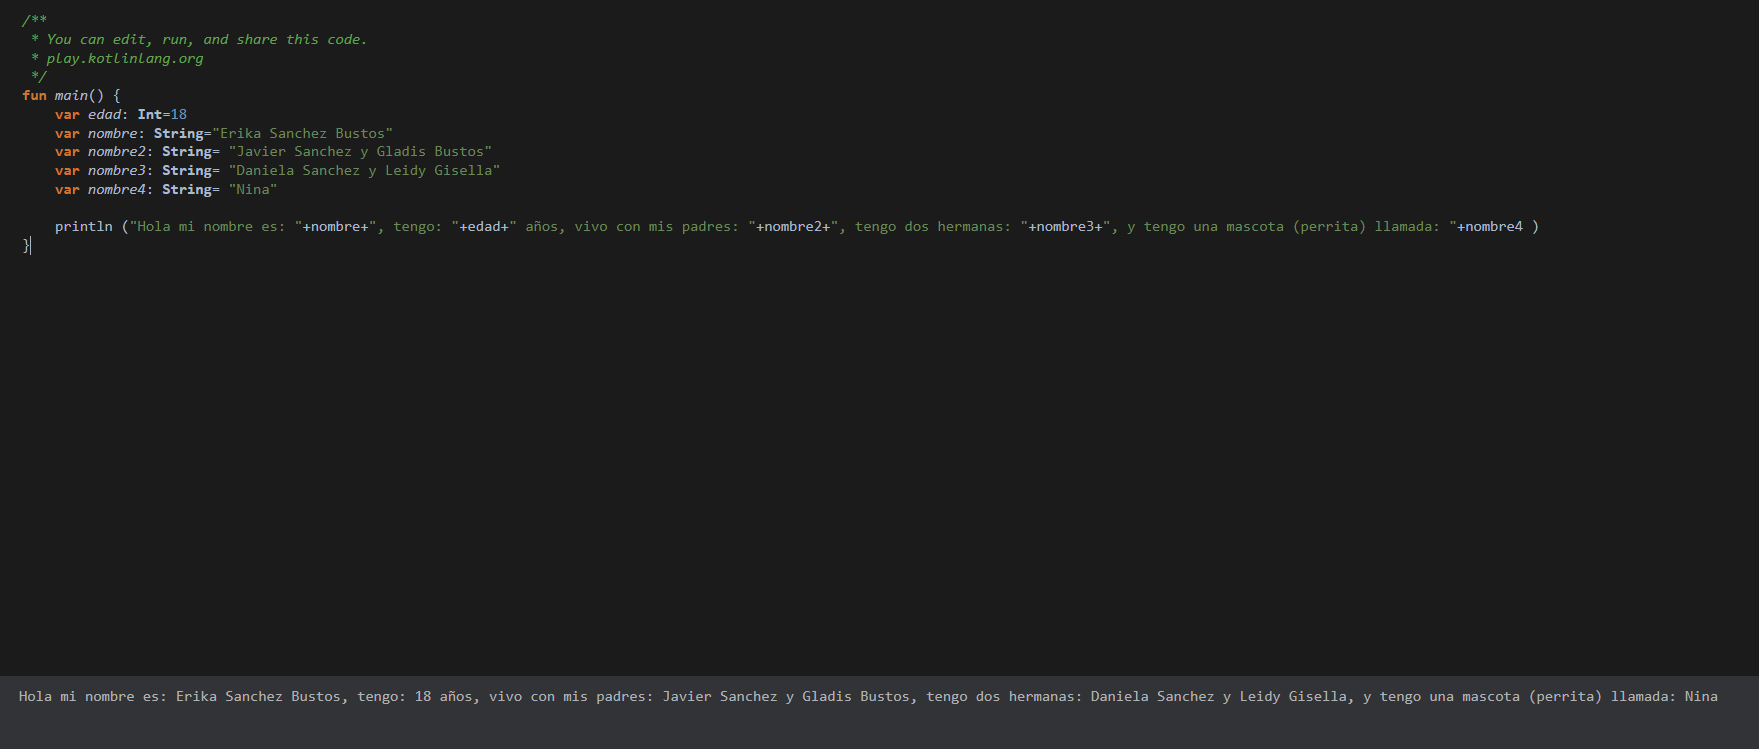 /**
 * You can edit, run, and share this code.
 * play.kotlinlang.org
 */
fun main() {
    var edad: Int=18
    var nombre: String="Erika Sanchez Bustos"
    var nombre2: String= "Javier Sanchez y Gladis Bustos"
    var nombre3: String= "Daniela Sanchez y Leidy Gisella"
    var nombre4: String= "Nina"

    println ("Hola mi nombre es: "+nombre+", tengo: "+edad+" años, vivo con mis padres: "+nombre2+", tengo dos hermanas: "+nombre3+", y tengo una mascota (perrita) llamada: "+nombre4 )
}
Hola mi nombre es: Erika Sanchez Bustos, tengo: 18 años, vivo con mis padres: Javier Sanchez y Gladis Bustos, tengo dos hermanas: Daniela Sanchez y Leidy Gisella, y tengo una mascota (perrita) llamada: Nina